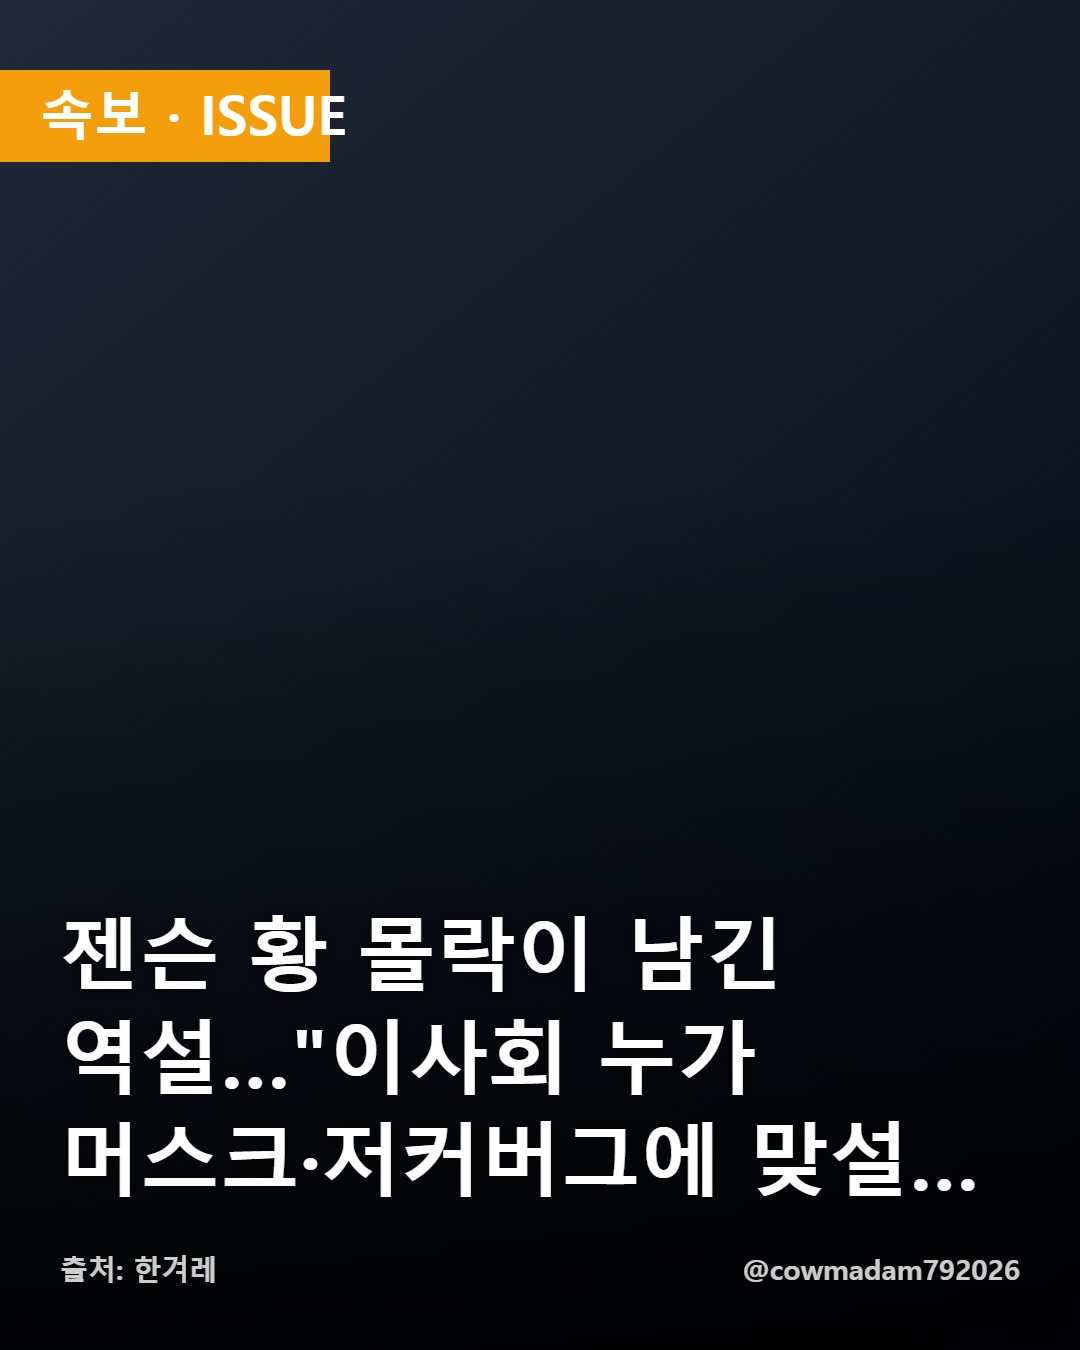 속보 · ISSUE
젠슨 황 몰락이 남긴
역설..."이사회 누가
머스크·저커버그에 맞설...
출처: 한겨레
@cowmadam792026